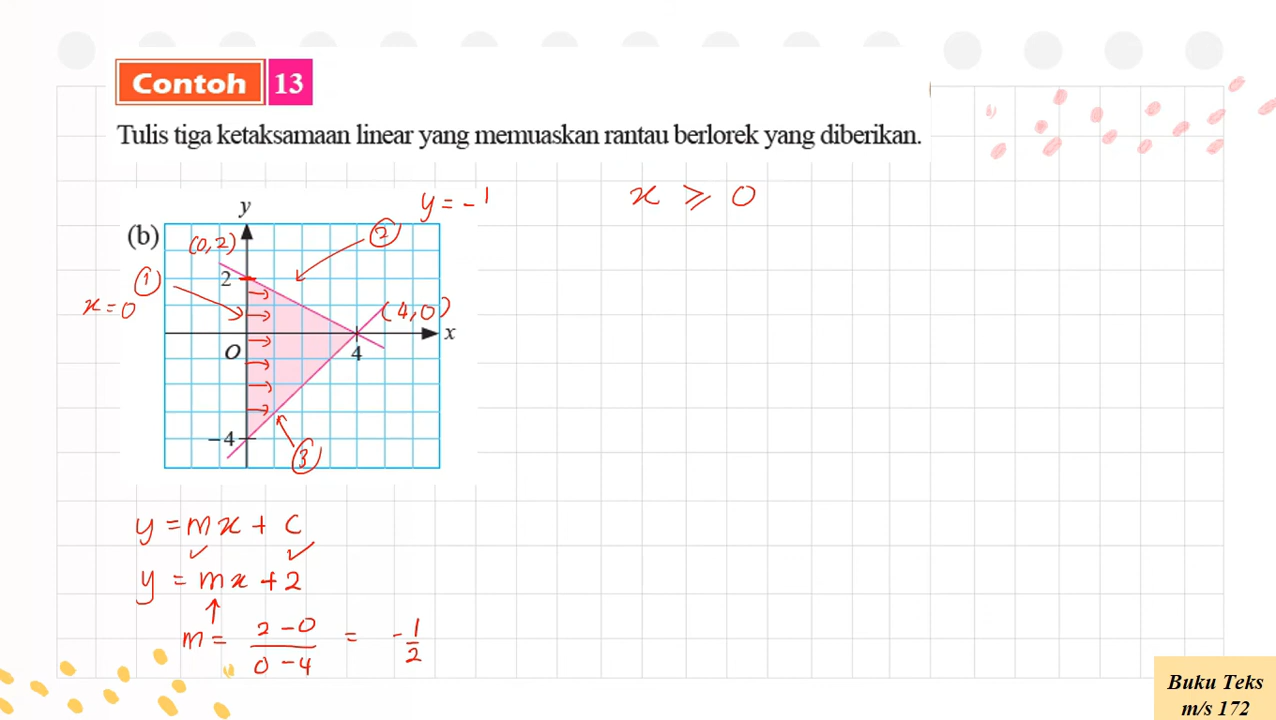 Contoh 13
Tulis tiga ketaksamaan linear yang memuaskan rantau berlorek yang diberikan.
y = -1
x ≥ 0
y
(b)
(0,2)
②
2
①
x = 0
(4,0)
x
O
4
-4
③
y = mx + c
y = mx + 2
m = 2 - 0 / 0 - 4 = - 1/2
Buku Teks
m/s 172